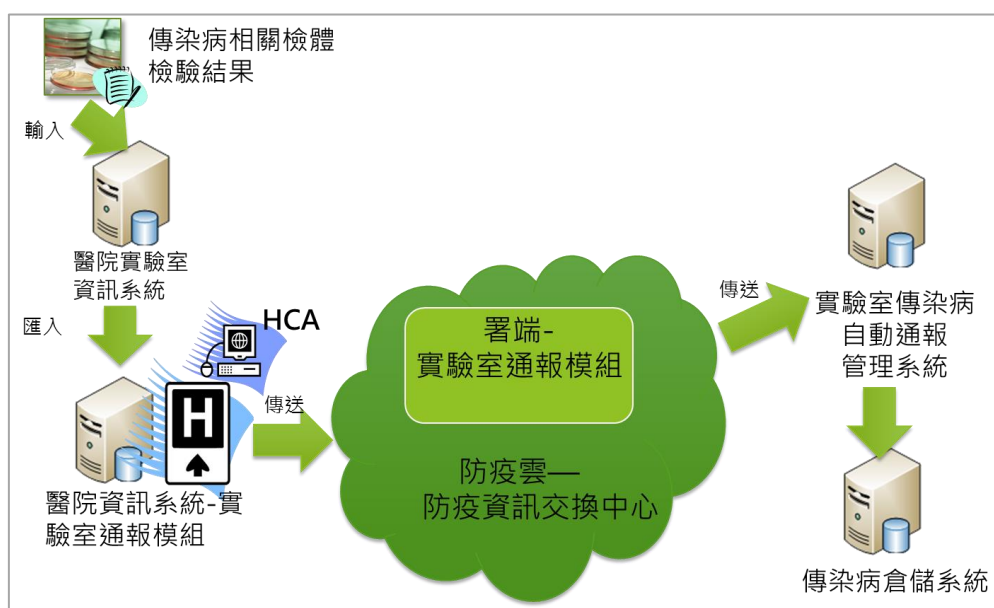 傳染病相關檢體
檢驗結果
輸入
醫院實驗室
資訊系統
匯入
HCA
H
醫院資訊系統-實
驗室通報模組
傳送
署端-
實驗室通報模組
防疫雲—
防疫資訊交換中心
傳送
實驗室傳染病
自動通報
管理系統
傳染病倉儲系統